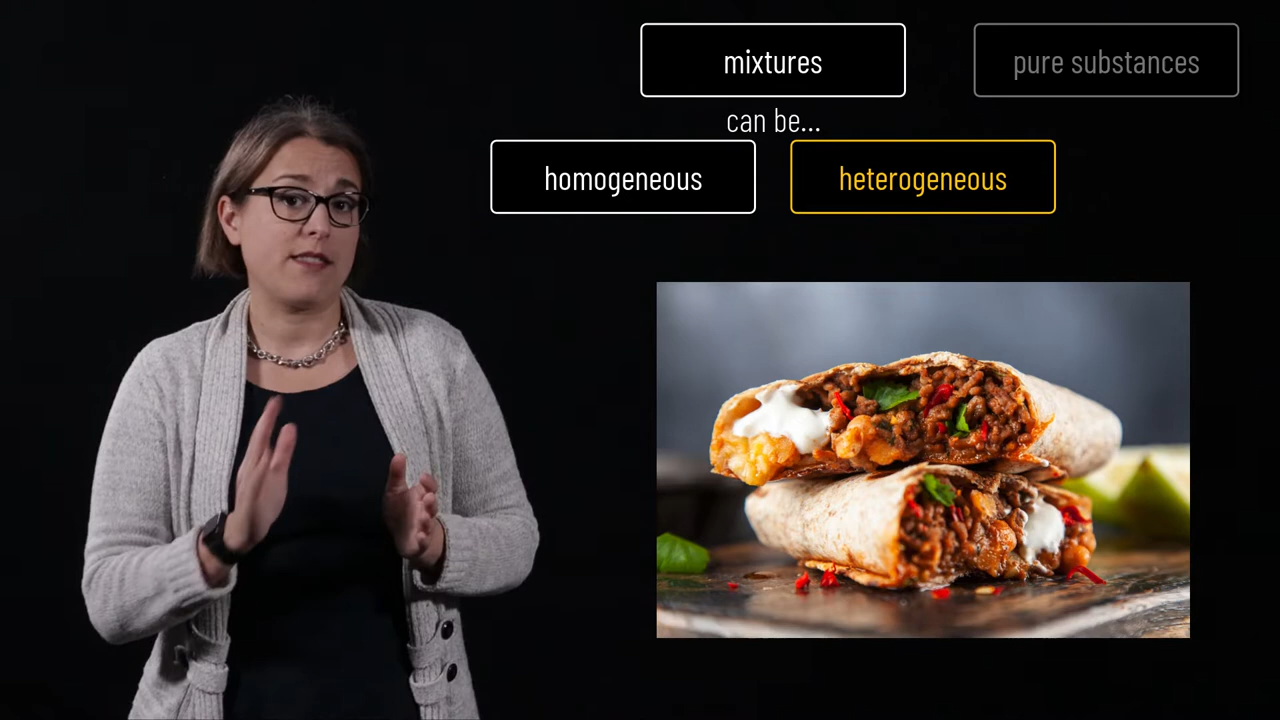 mixtures
pure substances
can be...
homogeneous
heterogeneous